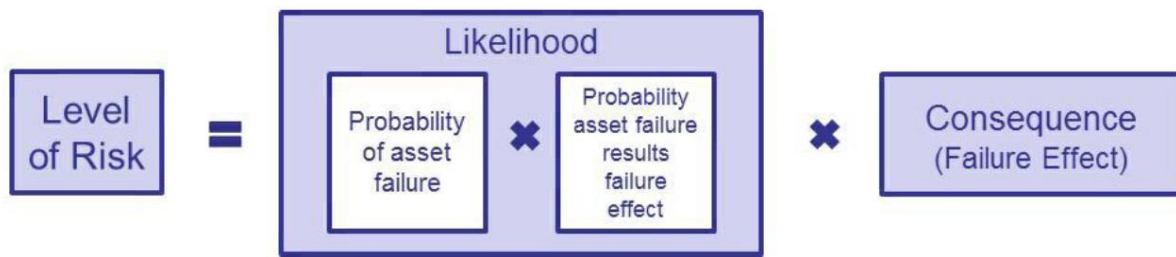 Level
of Risk
=
Likelihood
Probability
of asset
failure
×
Probability
asset failure
results
failure
effect
×
Consequence
(Failure Effect)